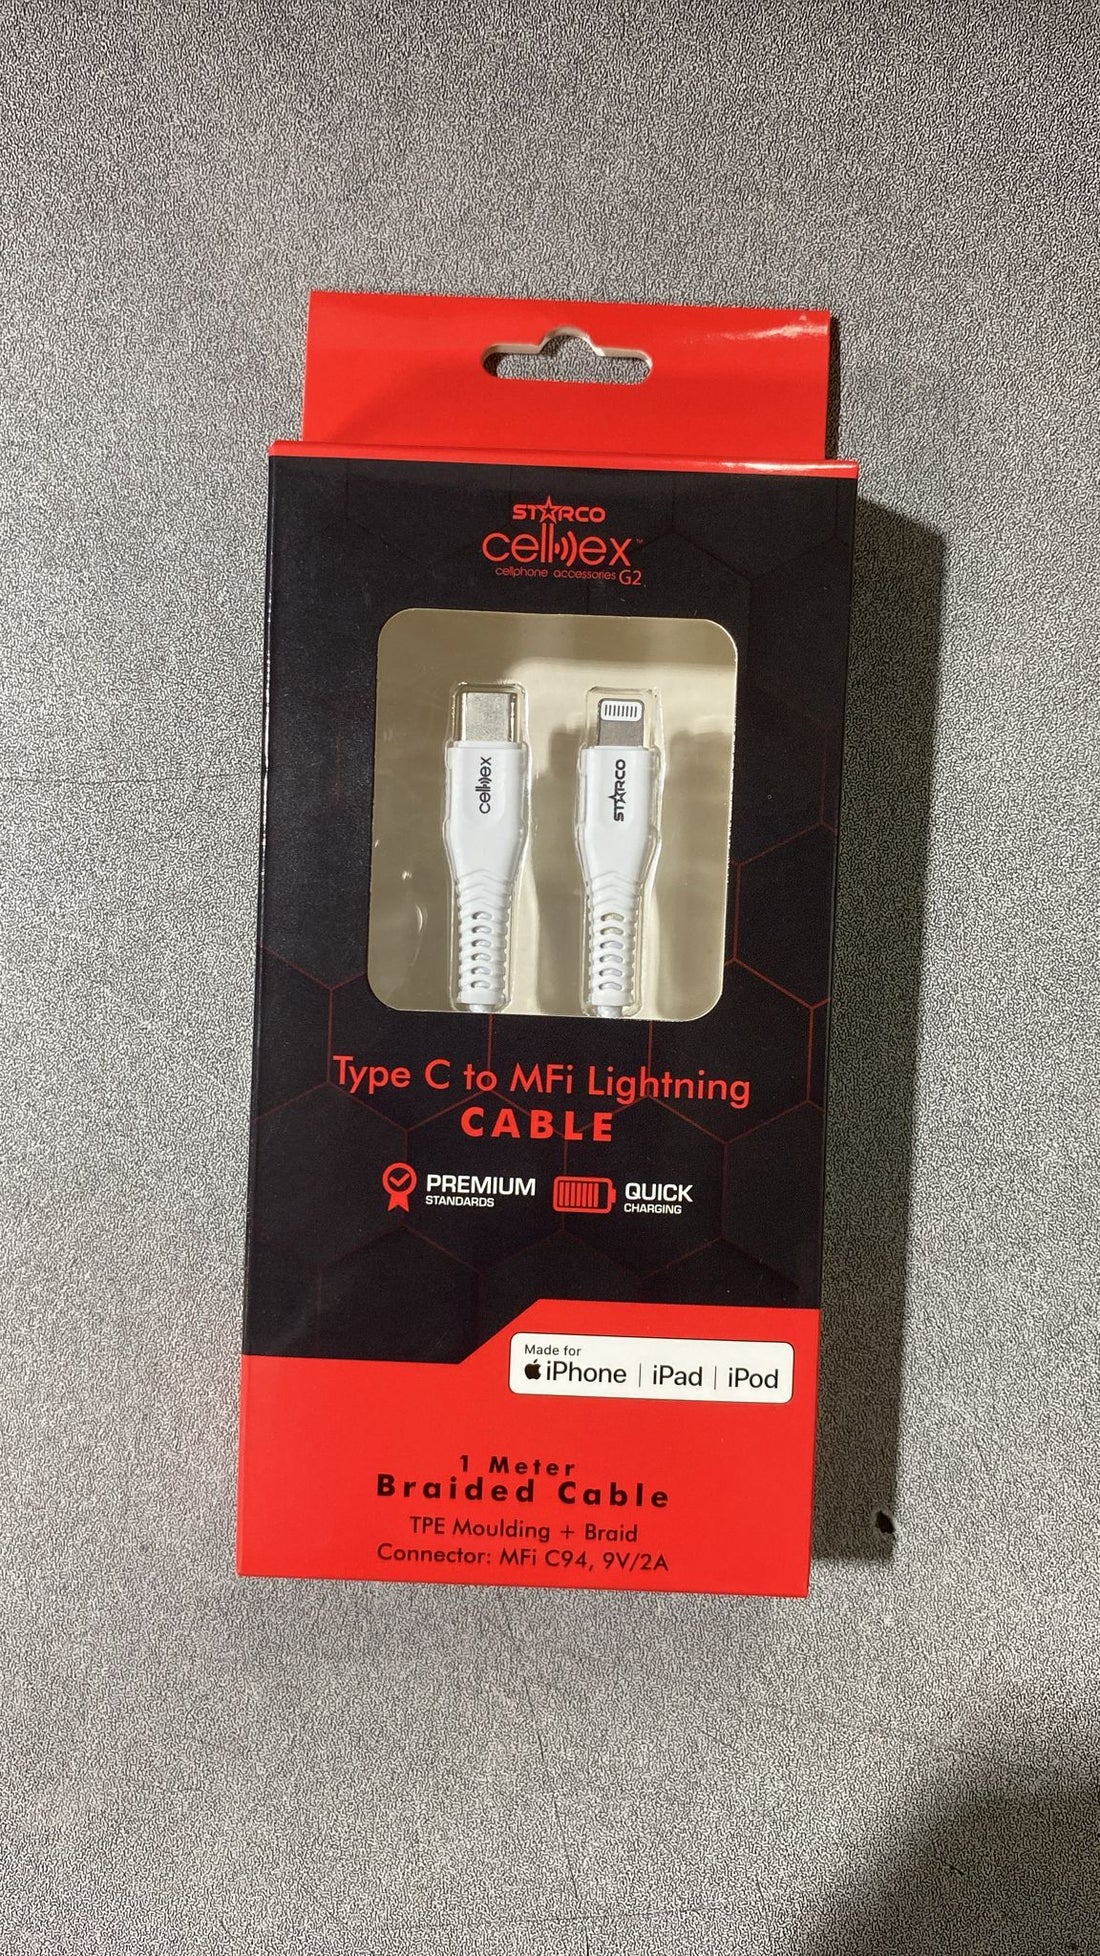 STARCO
cellex™
cellphone accessories G2
cellex
STARCO
Type C to MFi Lightning
CABLE
PREMIUM
STANDARDS
QUICK
CHARGING
Made for
iPhone | iPad | iPod
1 Meter
Braided Cable
TPE Moulding + Braid
Connector: MFi C94, 9V/2A